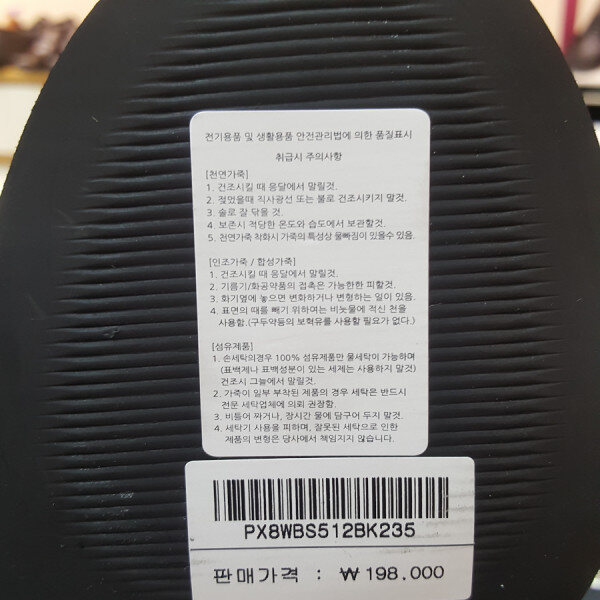 전기용품 및 생활용품 안전관리법에 의한 품질표시
취급시 주의사항
[천연가죽]
1. 건조시킬 때 응달에서 말릴것.
2. 젖었을때 직사광선 또는 불로 건조시키지 말것.
3. 솔로 잘 닦을 것.
4. 보존시 적당한 온도와 습도에서 보관할것.
5. 천연가죽 착화시 가죽의 특성상 물빠짐이 있을수 있음.
[인조가죽 / 합성가죽]
1. 건조시킬 때 응달에서 말릴것.
2. 기름기/화공약품의 접촉은 가능한한 피할것.
3. 화기옆에 놓으면 변화하거나 변형하는 일이 있음.
4. 표면의 때를 빼기 위하여는 비눗물에 적신 천을
사용함.(구두약등의 보혁유를 사용할 필요가 없다.)
[섬유제품]
1. 손세탁의경우 100% 섬유제품만 물세탁이 가능하며
(표백제나 표백성분이 있는 세제는 사용하지 말것)
건조시 그늘에서 말릴것.
2. 가죽이 일부 부착된 제품의 경우 세탁은 반드시
전문 세탁업체에 의뢰 권장함.
3. 비틀어 짜거나, 장시간 물에 담구어 두지 말것.
4. 세탁기 사용을 피하며, 잘못된 세탁으로 인한
제품의 변형은 당사에서 책임지지 않습니다.
PX8WBS512BK235
판매가격 : ₩198.000